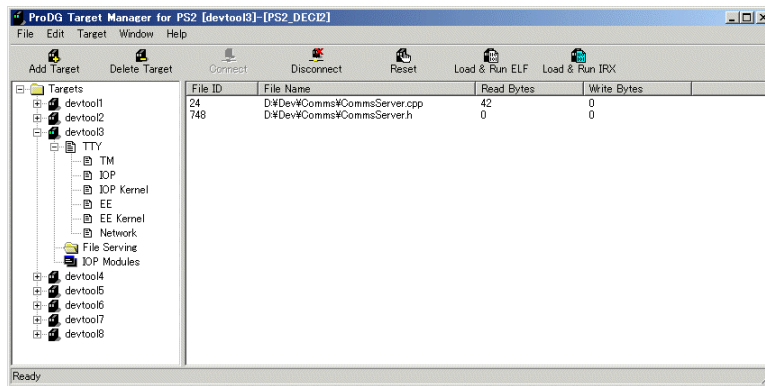 ProDG Target Manager for PS2 [devtool3]-[PS2_DECI2]
File Edit Target Window Help
Add Target Delete Target Connect Disconnect Reset Load & Run ELF Load & Run IRX
Targets
devtool1
devtool2
devtool3
TTY
TM
IOP
IOP Kernel
EE
EE Kernel
Network
File Serving
IOP Modules
devtool4
devtool5
devtool6
devtool7
devtool8
File ID File Name Read Bytes Write Bytes
24 D:¥Dev¥Comms¥CommsServer.cpp 42 0
748 D:¥Dev¥Comms¥CommsServer.h 0 0
Ready